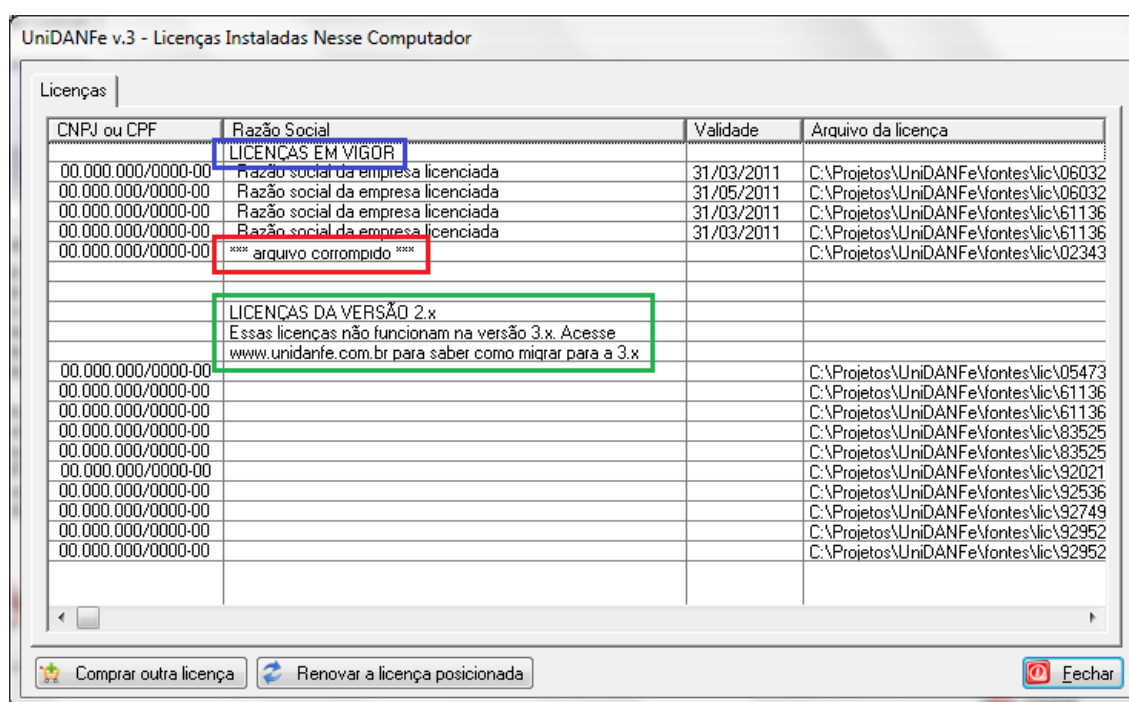 UniDANFe v.3 - Licenças Instaladas Nesse Computador
Licenças
CNPJ ou CPF Razão Social Validade Arquivo da licença
LICENÇAS EM VIGOR
00.000.000/0000-00 Razão social da empresa licenciada 31/03/2011 C:\Projetos\UniDANFe\fontes\lic\06032
00.000.000/0000-00 Razão social da empresa licenciada 31/05/2011 C:\Projetos\UniDANFe\fontes\lic\06032
00.000.000/0000-00 Razão social da empresa licenciada 31/03/2011 C:\Projetos\UniDANFe\fontes\lic\61136
00.000.000/0000-00 Razão social da empresa licenciada 31/03/2011 C:\Projetos\UniDANFe\fontes\lic\61136
00.000.000/0000-00 *** arquivo corrompido *** C:\Projetos\UniDANFe\fontes\lic\02343
LICENÇAS DA VERSÃO 2.x
Essas licenças não funcionam na versão 3.x. Acesse
www.unidanfe.com.br para saber como migrar para a 3.x
00.000.000/0000-00 C:\Projetos\UniDANFe\fontes\lic\05473
00.000.000/0000-00 C:\Projetos\UniDANFe\fontes\lic\61136
00.000.000/0000-00 C:\Projetos\UniDANFe\fontes\lic\61136
00.000.000/0000-00 C:\Projetos\UniDANFe\fontes\lic\83525
00.000.000/0000-00 C:\Projetos\UniDANFe\fontes\lic\83525
00.000.000/0000-00 C:\Projetos\UniDANFe\fontes\lic\92021
00.000.000/0000-00 C:\Projetos\UniDANFe\fontes\lic\92536
00.000.000/0000-00 C:\Projetos\UniDANFe\fontes\lic\92749
00.000.000/0000-00 C:\Projetos\UniDANFe\fontes\lic\92952
00.000.000/0000-00 C:\Projetos\UniDANFe\fontes\lic\92952
Comprar outra licença Renovar a licença posicionada Fechar